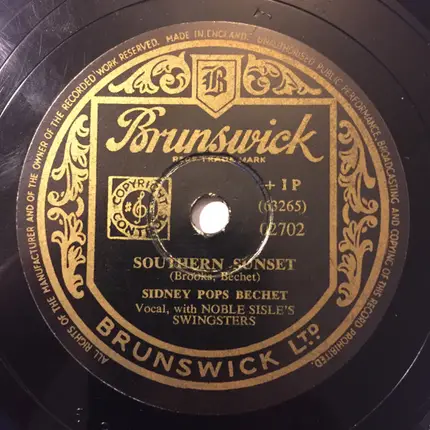 ALL RIGHTS OF THE MANUFACTURER AND OF THE OWNER OF THE RECORDED WORK RESERVED. MADE IN ENGLAND. UNAUTHORISED PUBLIC PERFORMANCE, BROADCASTING AND COPYING OF THIS RECORD PROHIBITED.
B
Brunswick
REGD TRADE MARK
COPYRIGHT
CONTROL
+ 1 P
(63265)
02702
SOUTHERN SUNSET
(Brooks, Bechet)
SIDNEY POPS BECHET
Vocal, with NOBLE SISLE'S
SWINGSTERS
BRUNSWICK LTD